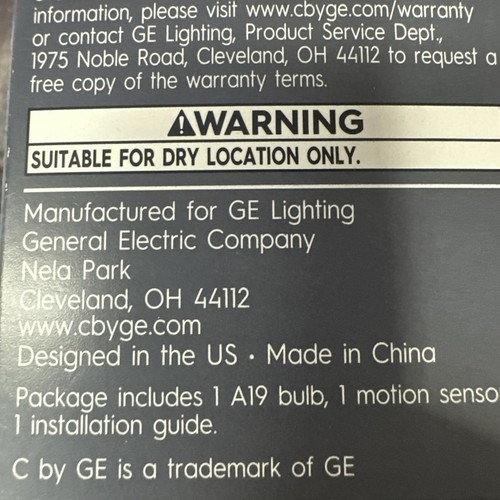 information, please visit www.cbyge.com/warranty
or contact GE Lighting, Product Service Dept.,
1975 Noble Road, Cleveland, OH 44112 to request a
free copy of the warranty terms.
⚠WARNING
SUITABLE FOR DRY LOCATION ONLY.
Manufactured for GE Lighting
General Electric Company
Nela Park
Cleveland, OH 44112
www.cbyge.com
Designed in the US • Made in China
Package includes 1 A19 bulb, 1 motion senso
1 installation guide.
C by GE is a trademark of GE